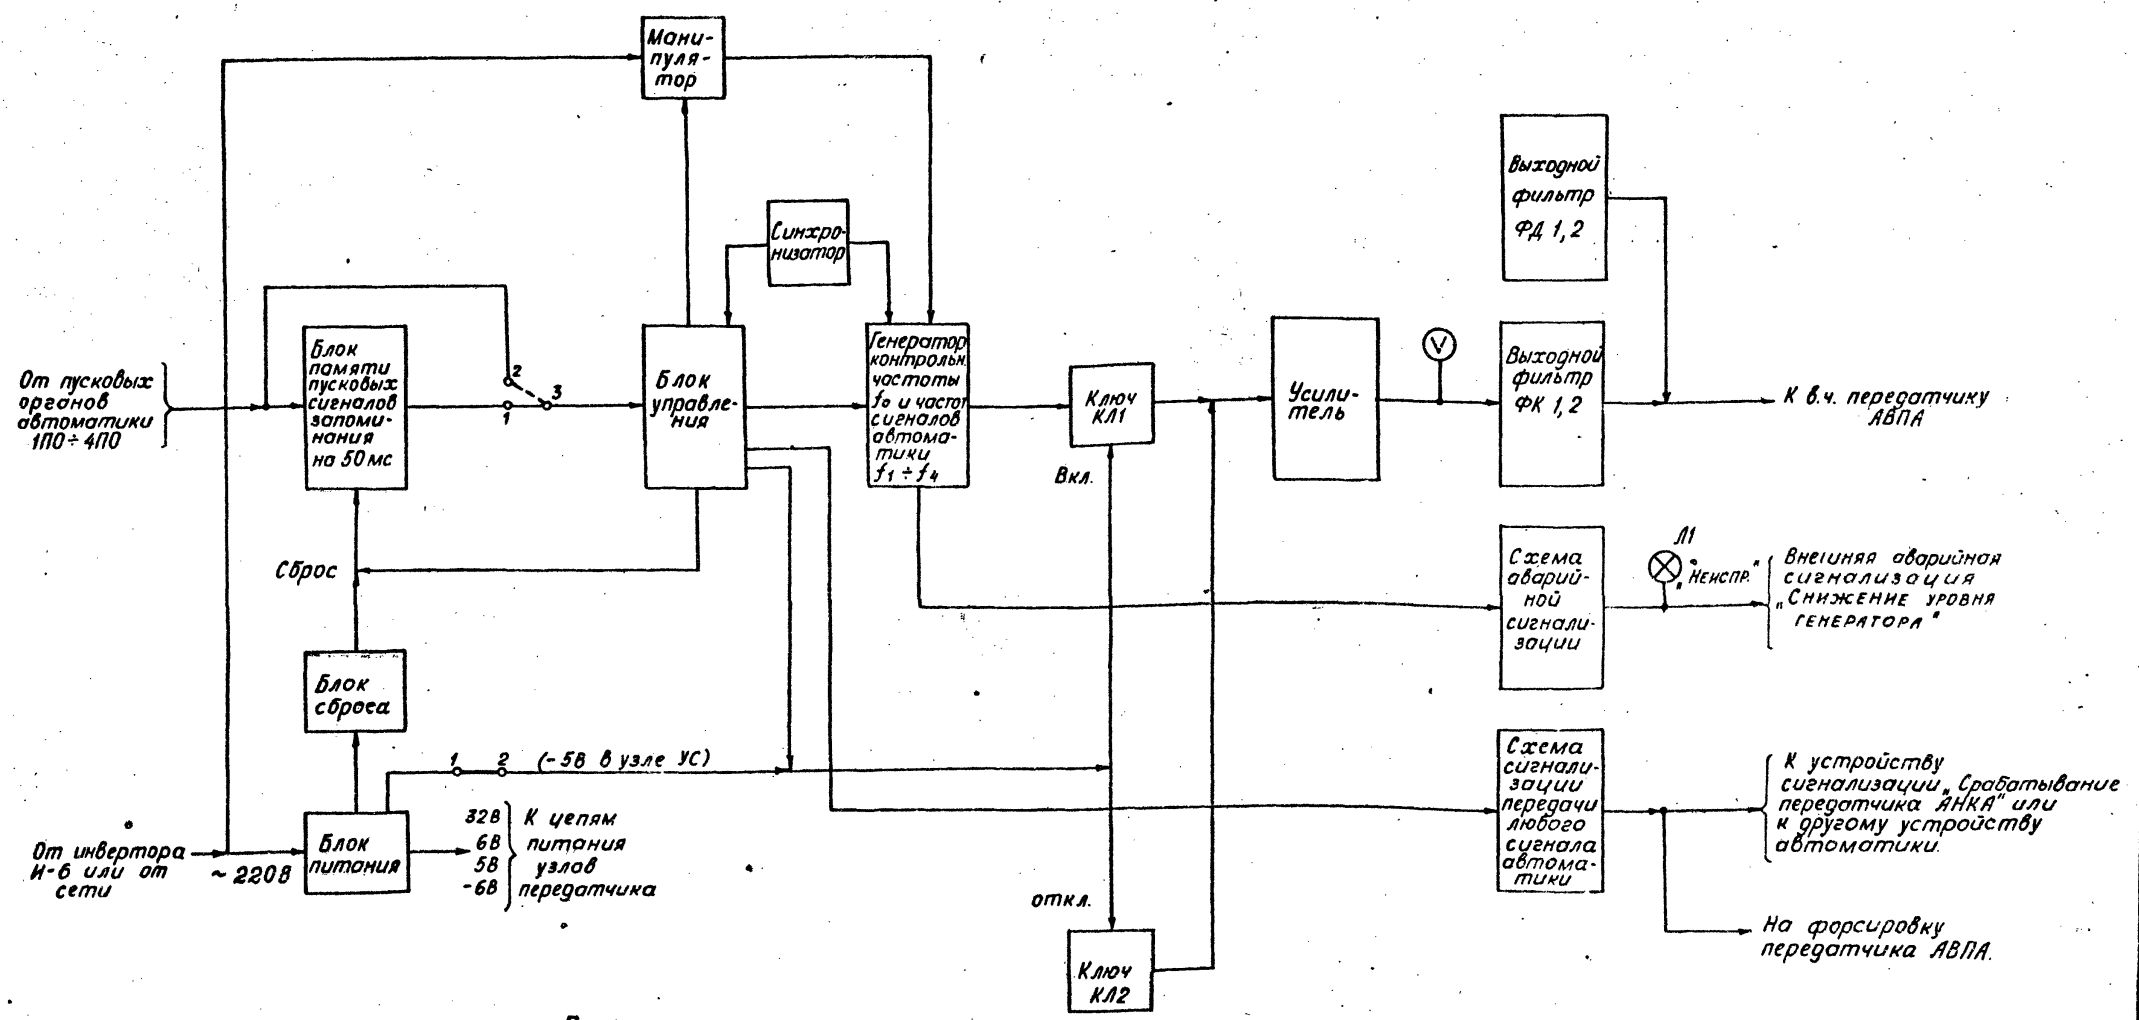 Мани-
пуля-
тор
Синхро-
низатор
Выходной
фильтр
ФД 1, 2
От пусковых
органов
автоматики
1ПО÷4ПО
Блок
памяти
пусковых
сигналов
запоми-
нания
на 50 мс
2
1
3
Блок
управле-
ния
Генератор
контрольн.
частоты
f0 и частот
сигналов
автома-
тики
f1 ÷ f4
Ключ
КЛ1
Вкл.
Усили-
тель
V
Выходной
фильтр
ФК 1, 2
К в.ч. передатчику
АВПА
Сброс
Схема
аварий-
ной
сигнали-
зации
Л1
„НЕИСПР."
Внешняя аварийная
сигнализация
„СНИЖЕНИЕ УРОВНЯ
ГЕНЕРАТОРА"
Блок
сброса
1 2 (-5В в узле УС)
От инвертора
И-6 или от
сети
~ 220В
Блок
питания
32В
6В
5В
-6В
К цепям
питания
узлов
передатчика
откл.
Ключ
КЛ2
Схема
сигнали-
зации
передачи
любого
сигнала
автома-
тики
К устройству
сигнализации „Срабатывание
передатчика АНКА" или
к другому устройству
автоматики.
На форсировку
передатчика АВПА.